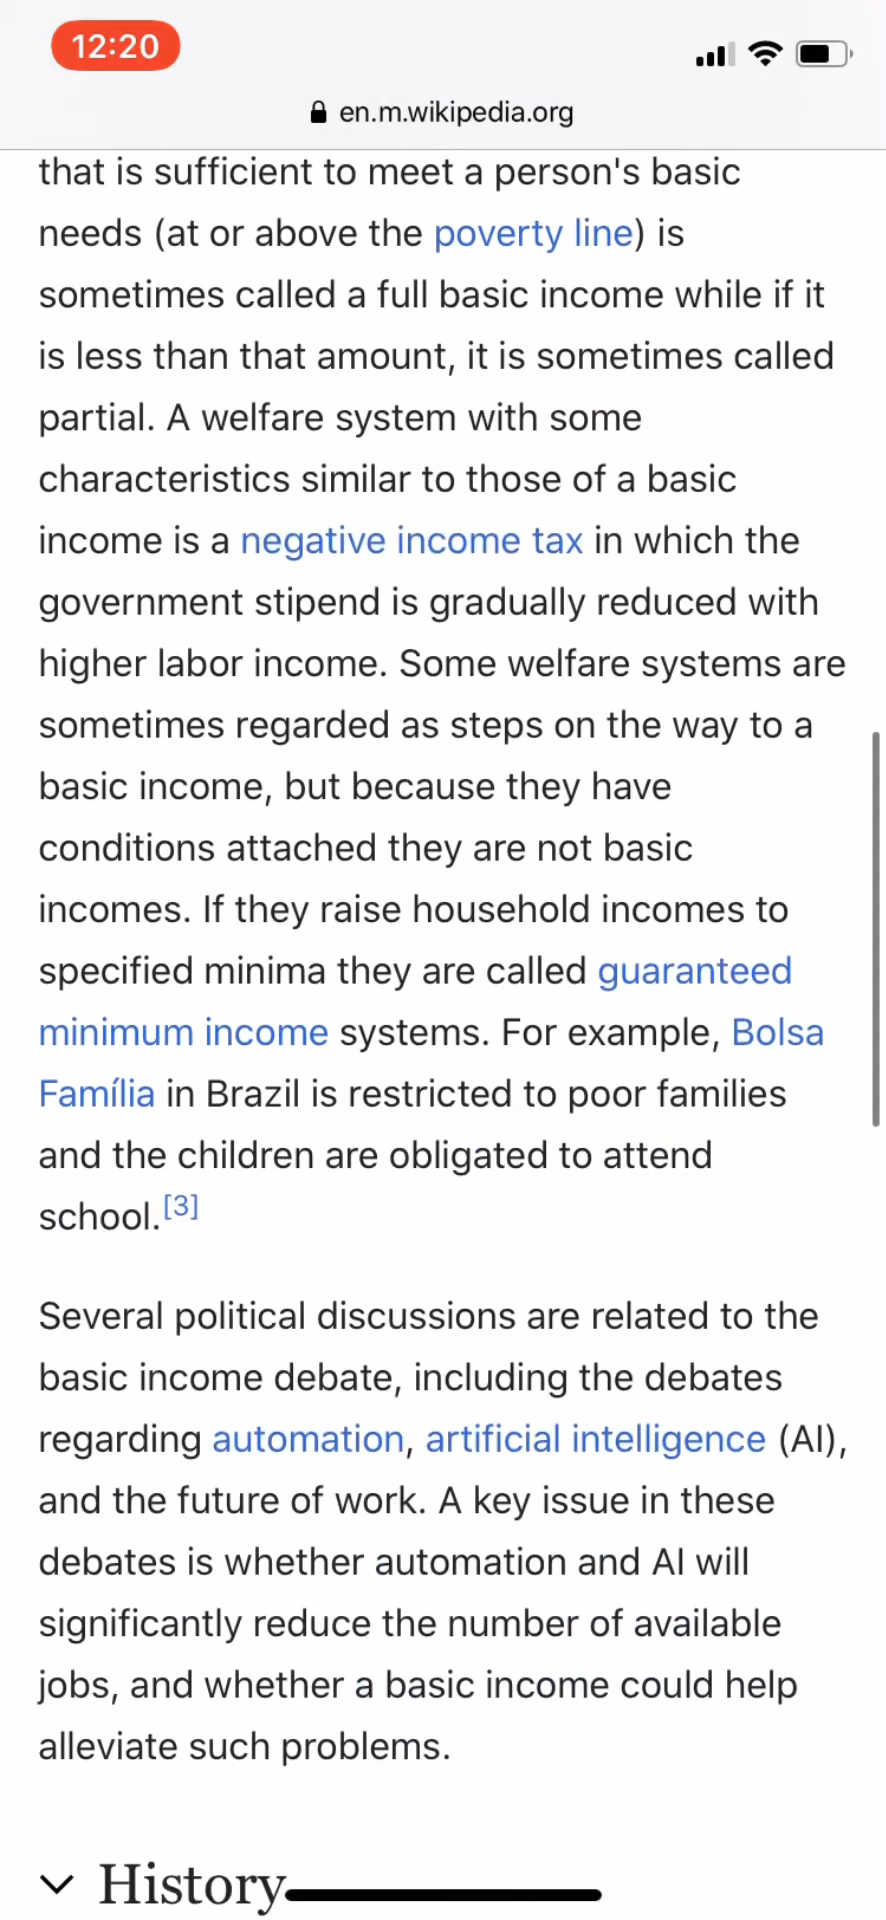 12:20
en.m.wikipedia.org
that is sufficient to meet a person's basic
needs (at or above the poverty line) is
sometimes called a full basic income while if it
is less than that amount, it is sometimes called
partial. A welfare system with some
characteristics similar to those of a basic
income is a negative income tax in which the
government stipend is gradually reduced with
higher labor income. Some welfare systems are
sometimes regarded as steps on the way to a
basic income, but because they have
conditions attached they are not basic
incomes. If they raise household incomes to
specified minima they are called guaranteed
minimum income systems. For example, Bolsa
Família in Brazil is restricted to poor families
and the children are obligated to attend
school.[3]
Several political discussions are related to the
basic income debate, including the debates
regarding automation, artificial intelligence (AI),
and the future of work. A key issue in these
debates is whether automation and AI will
significantly reduce the number of available
jobs, and whether a basic income could help
alleviate such problems.
History